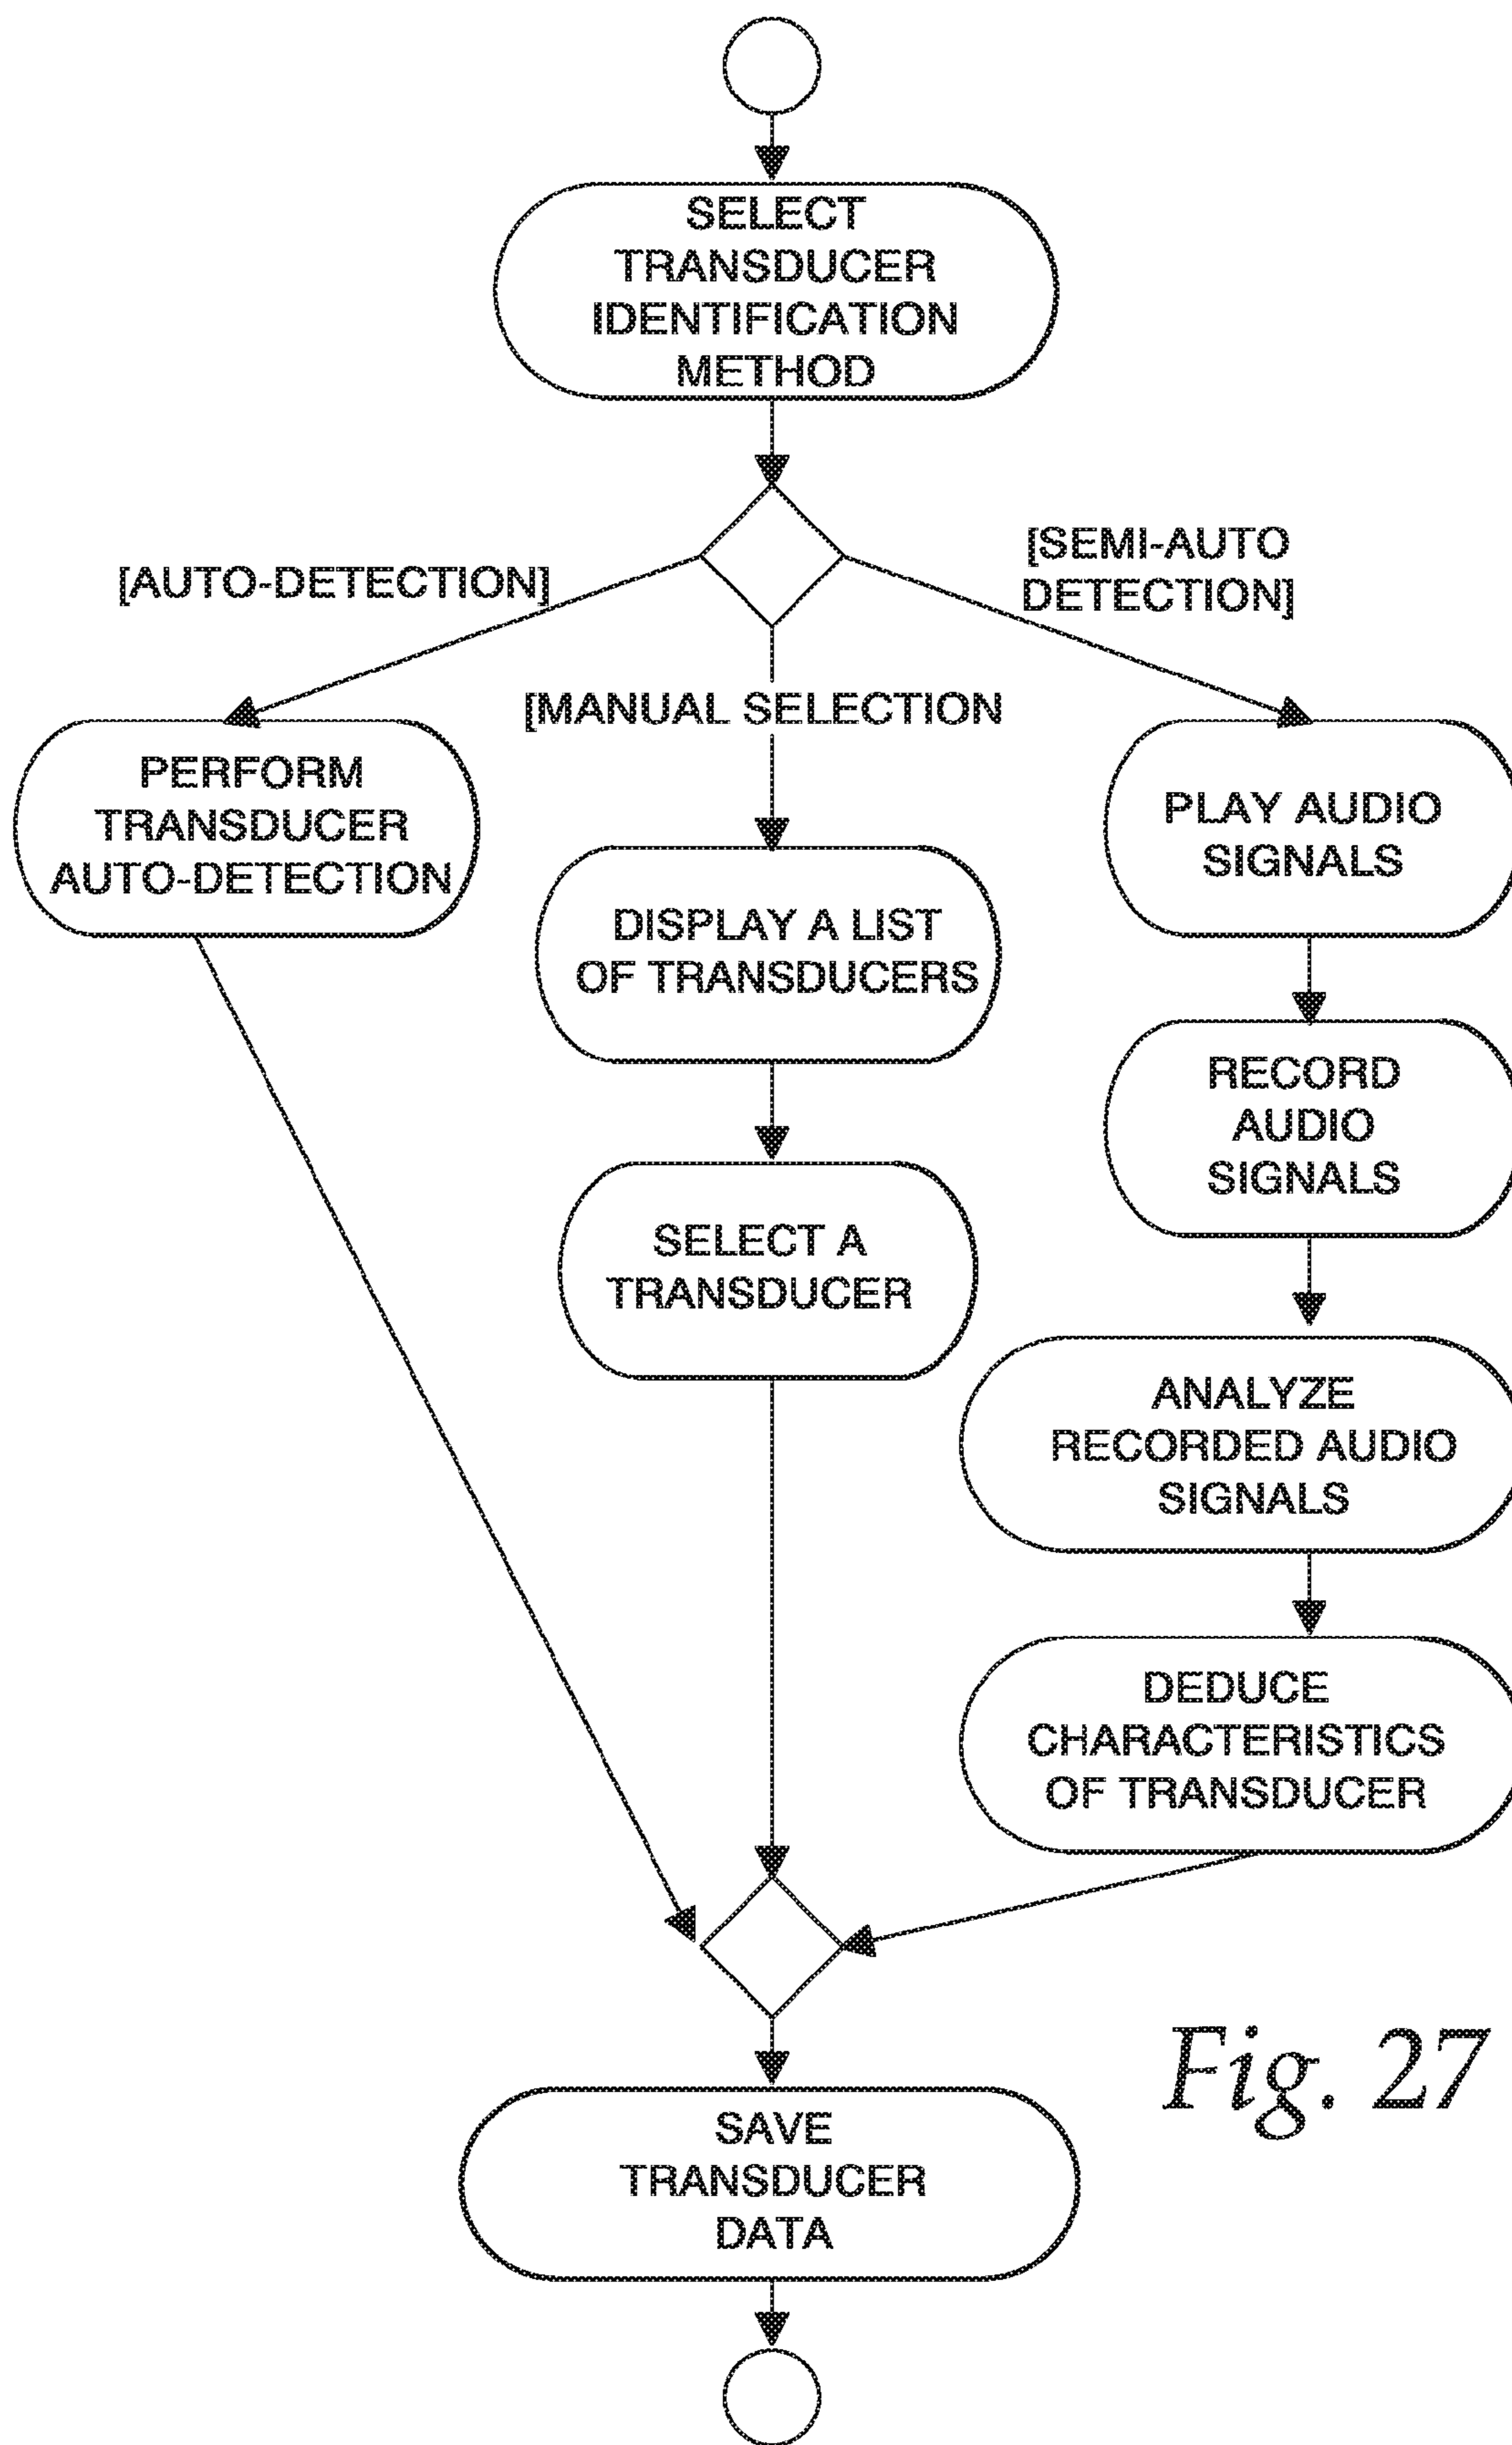 SELECT
TRANSDUCER
IDENTIFICATION
METHOD
[AUTO-DETECTION]
[SEMI-AUTO
DETECTION]
[MANUAL SELECTION
PERFORM
TRANSDUCER
AUTO-DETECTION
PLAY AUDIO
SIGNALS
DISPLAY A LIST
OF TRANSDUCERS
RECORD
AUDIO
SIGNALS
SELECT A
TRANSDUCER
ANALYZE
RECORDED AUDIO
SIGNALS
DEDUCE
CHARACTERISTICS
OF TRANSDUCER
Fig. 27
SAVE
TRANSDUCER
DATA